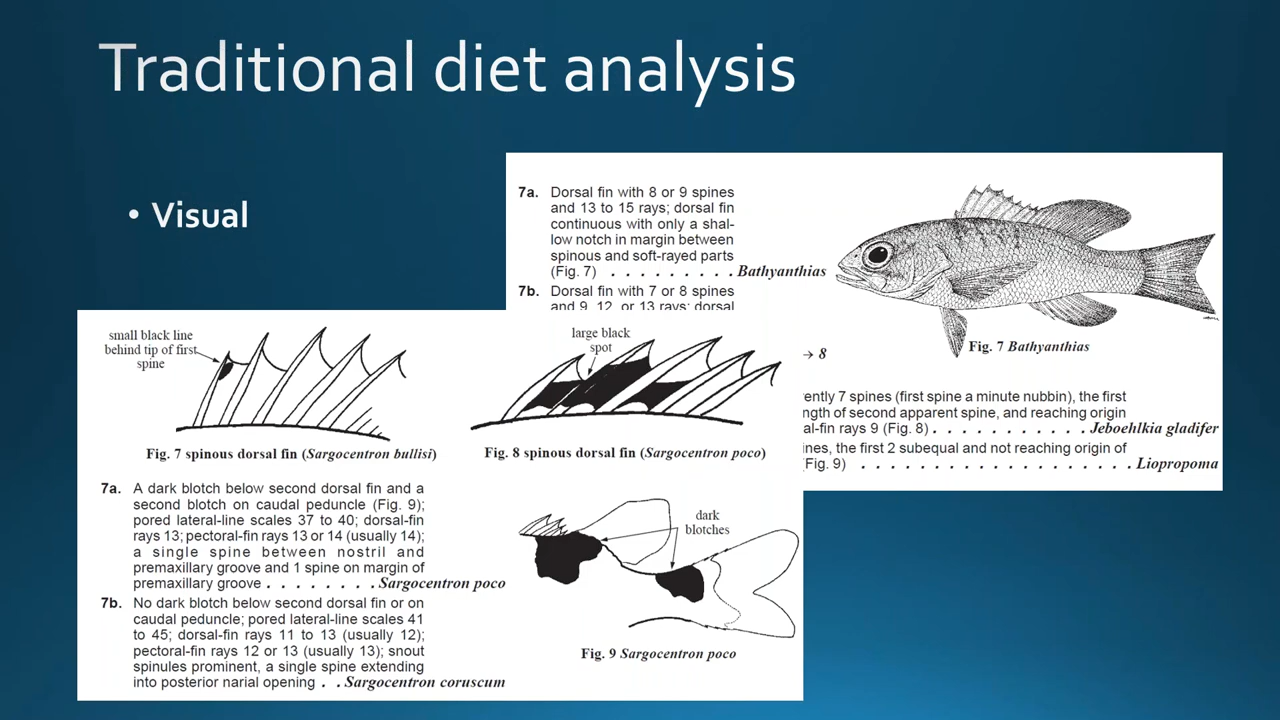 Traditional diet analysis
• Visual
7a. Dorsal fin with 8 or 9 spines
and 13 to 15 rays; dorsal fin
continuous with only a shal-
low notch in margin between
spinous and soft-rayed parts
(Fig. 7) . . . . . . . . . Bathyanthias
7b. Dorsal fin with 7 or 8 spines
and 9, 12, or 13 rays; dorsal
Fig. 7 Bathyanthias
→ 8
rently 7 spines (first spine a minute nubbin), the first
ngth of second apparent spine, and reaching origin
al-fin rays 9 (Fig. 8) . . . . . . . . . . . Jeboehlkia gladifer
ines, the first 2 subequal and not reaching origin of
Fig. 9) . . . . . . . . . . . . . . . . . . . . Liopropoma
small black line
behind tip of first
spine
large black
spot
Fig. 7 spinous dorsal fin (Sargocentron bullisi)
Fig. 8 spinous dorsal fin (Sargocentron poco)
7a. A dark blotch below second dorsal fin and a
second blotch on caudal peduncle (Fig. 9);
pored lateral-line scales 37 to 40; dorsal-fin
rays 13; pectoral-fin rays 13 or 14 (usually 14);
a single spine between nostril and
premaxillary groove and 1 spine on margin of
premaxillary groove . . . . . . . . Sargocentron poco
7b. No dark blotch below second dorsal fin or on
caudal peduncle; pored lateral-line scales 41
to 45; dorsal-fin rays 11 to 13 (usually 12);
pectoral-fin rays 12 or 13 (usually 13); snout
spinules prominent, a single spine extending
into posterior narial opening . . Sargocentron coruscum
dark
blotches
Fig. 9 Sargocentron poco